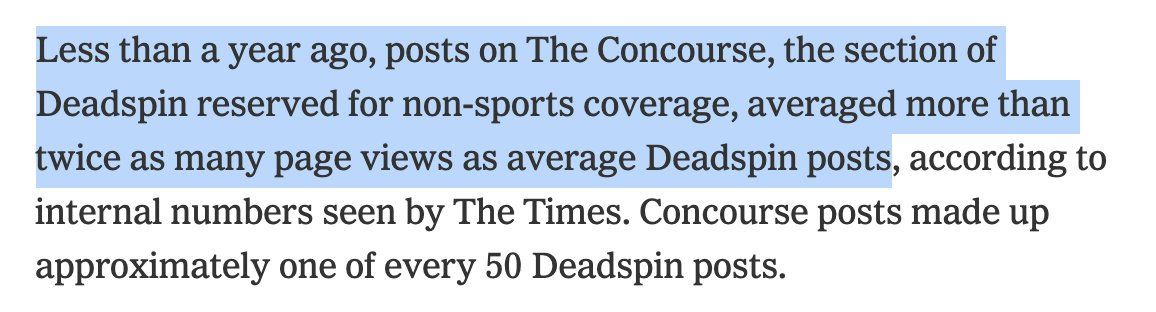 Less than a year ago, posts on The Concourse, the section of
Deadspin reserved for non-sports coverage, averaged more than
twice as many page views as average Deadspin posts, according to
internal numbers seen by The Times. Concourse posts made up
approximately one of every 50 Deadspin posts.